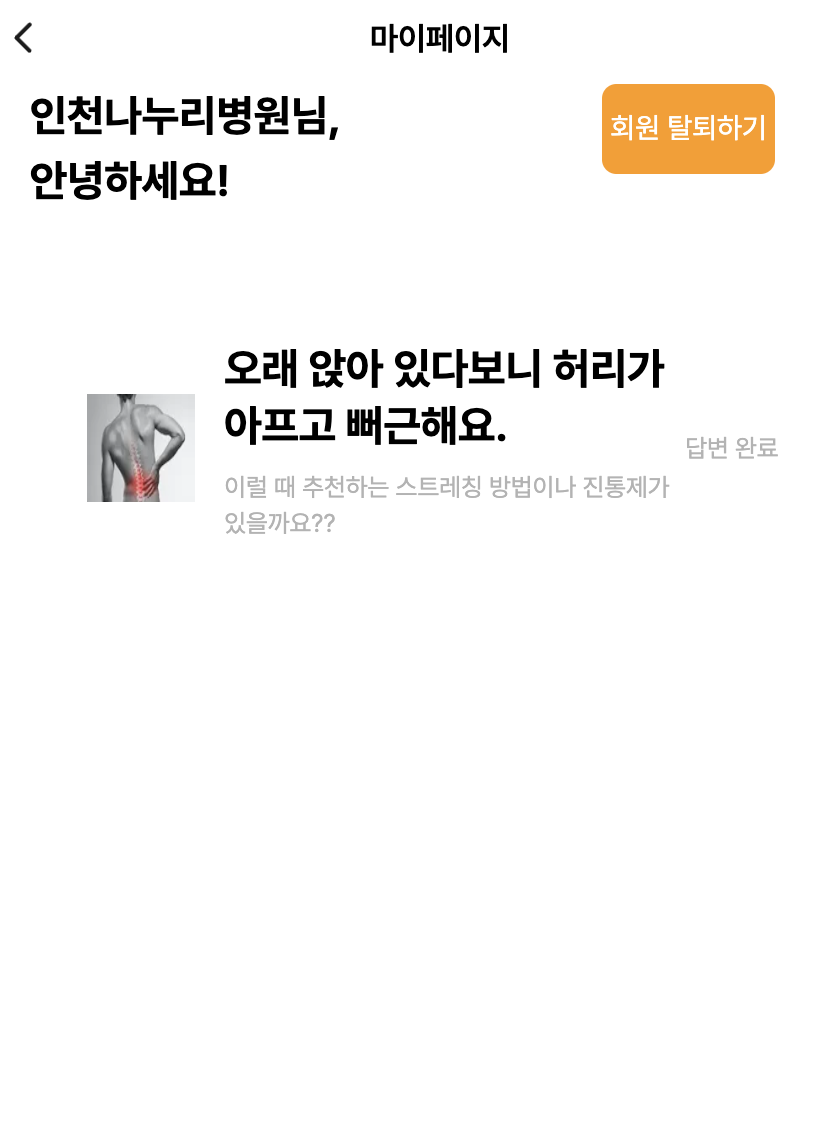 마이페이지
인천나누리병원님,
안녕하세요!
회원 탈퇴하기
오래 앉아 있다보니 허리가
아프고 뻐근해요.
답변 완료
이럴 때 추천하는 스트레칭 방법이나 진통제가
있을까요??